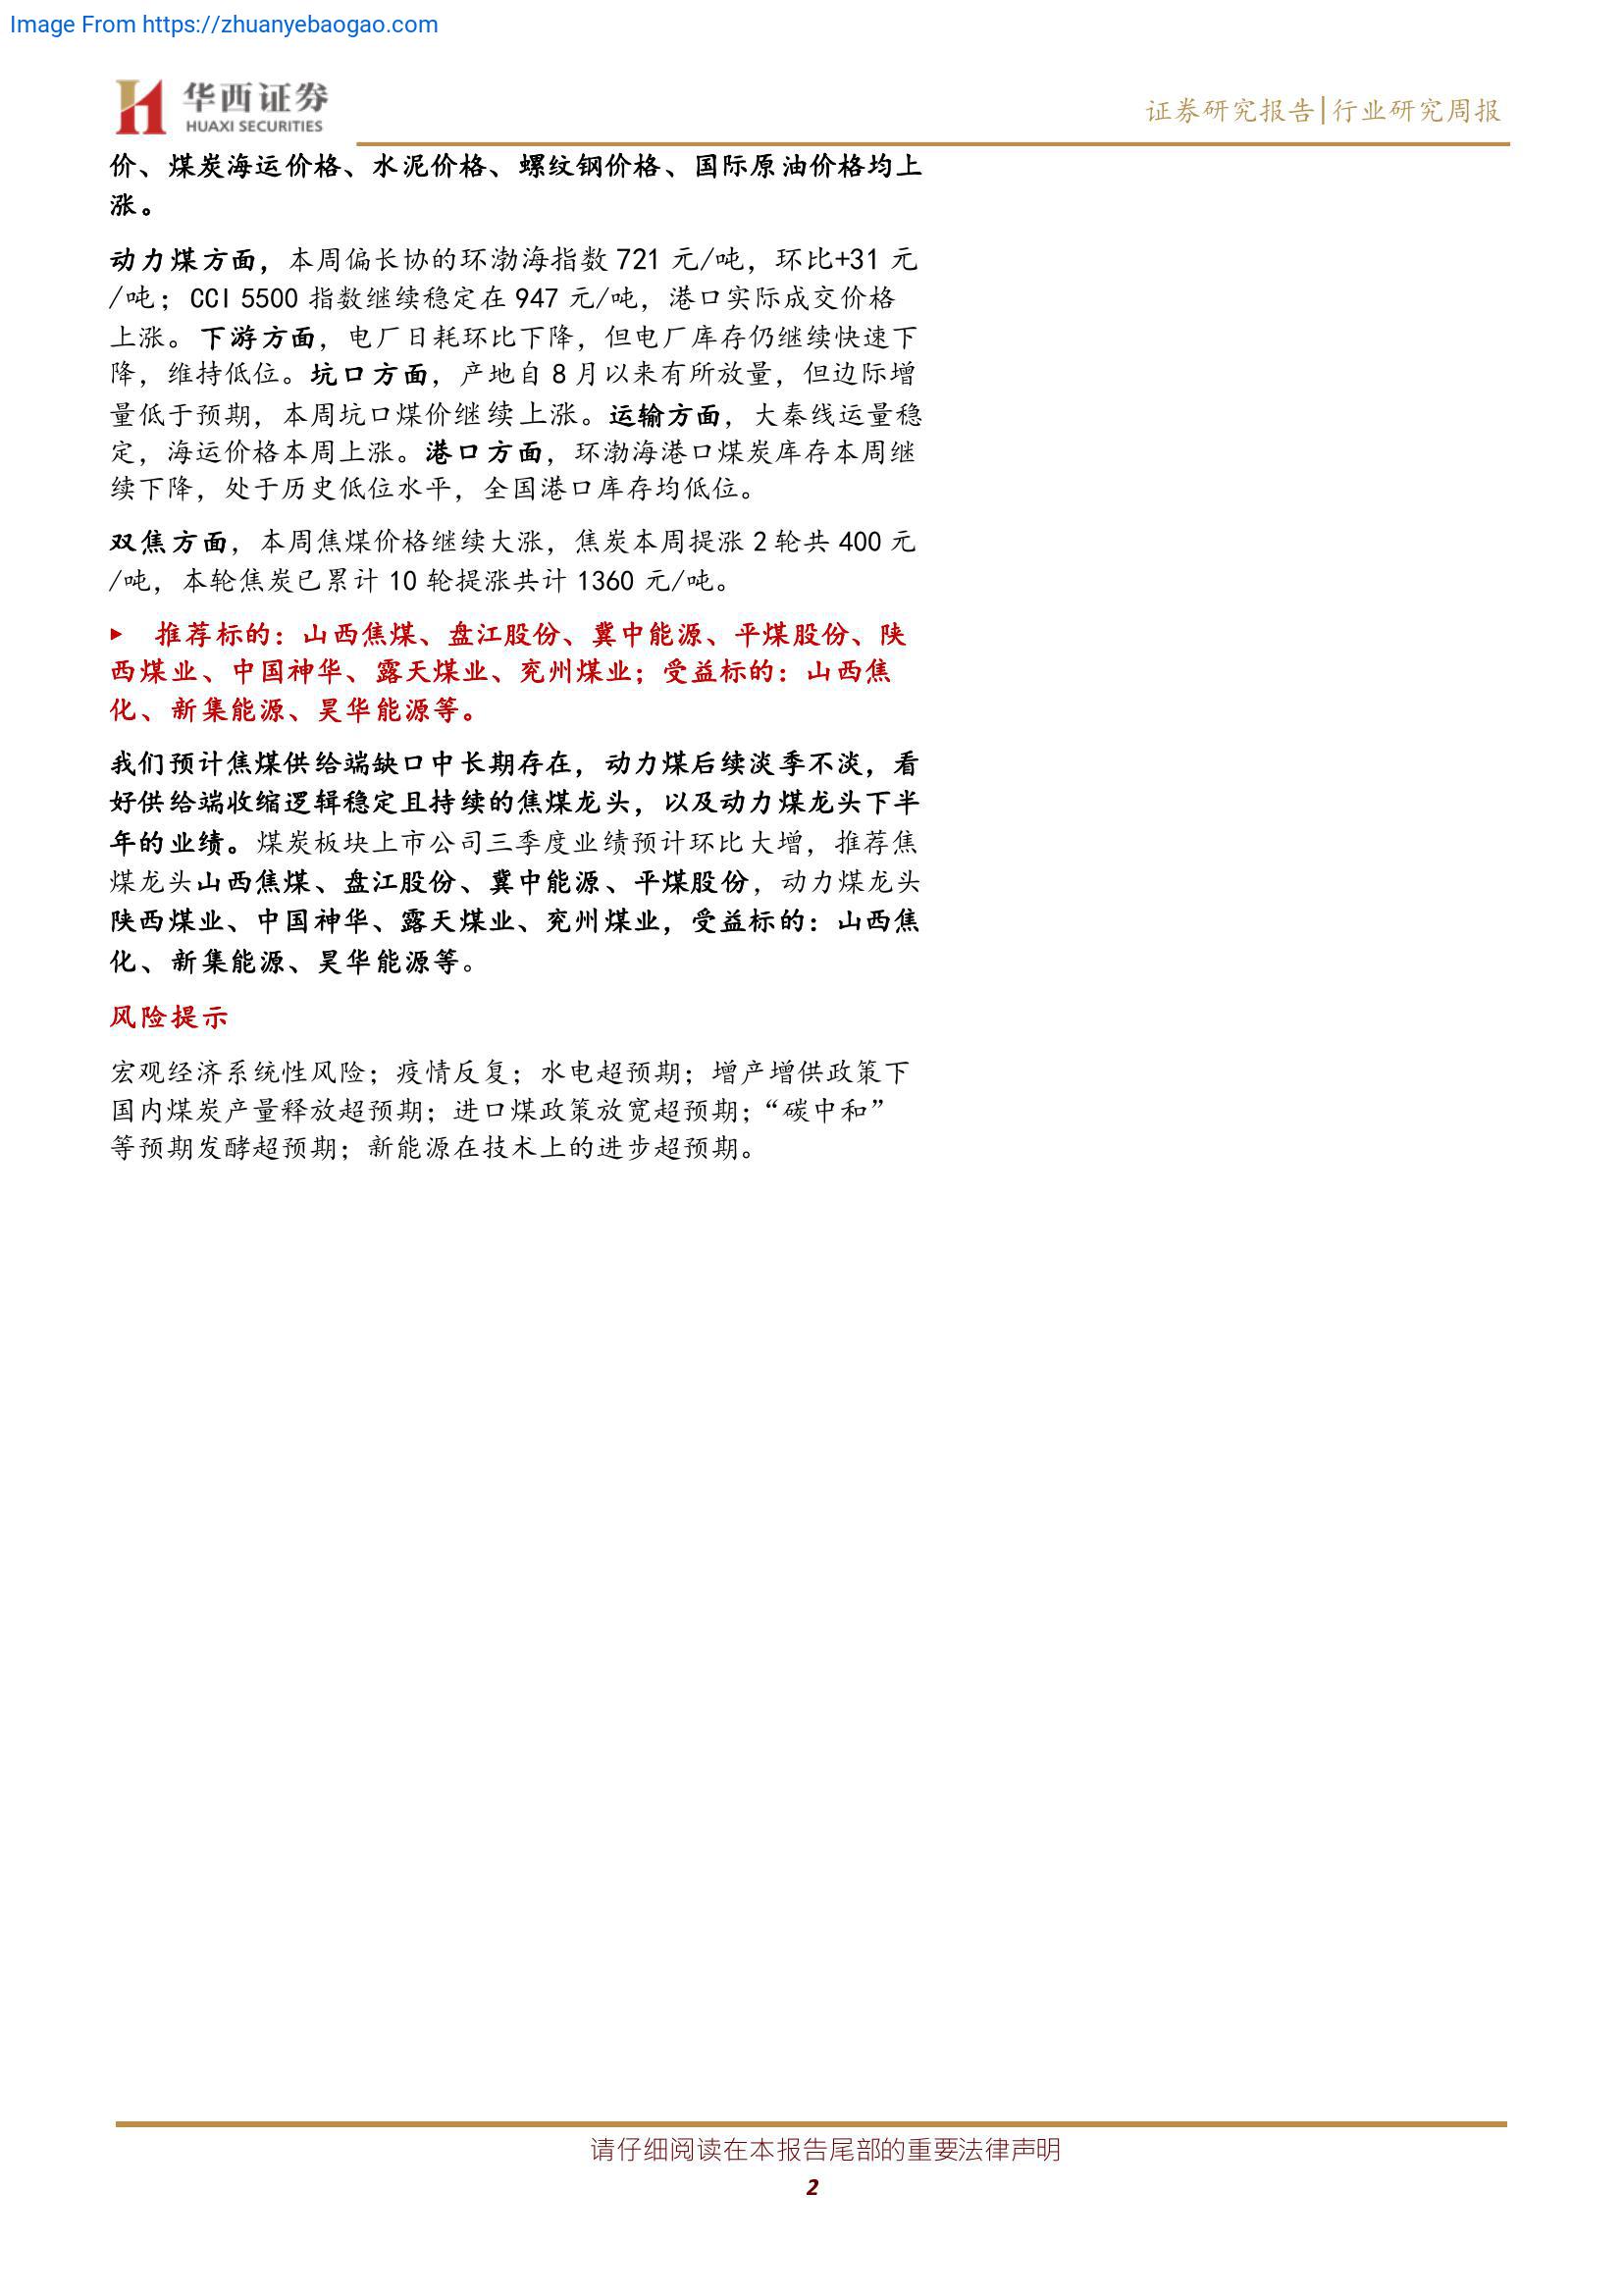 Image From https://zhuanyebaogao.com
华西证券
HUAXI SECURITIES
证券研究报告|行业研究周报
价、煤炭海运价格、水泥价格、螺纹钢价格、国际原油价格均上
涨。
动力煤方面，本周偏长协的环渤海指数 721 元/吨，环比+31 元
/吨；CCI 5500 指数继续稳定在 947 元/吨，港口实际成交价格
上涨。下游方面，电厂日耗环比下降，但电厂库存仍继续快速下
降，维持低位。坑口方面，产地自 8 月以来有所放量，但边际增
量低于预期，本周坑口煤价继续上涨。运输方面，大秦线运量稳
定，海运价格本周上涨。港口方面，环渤海港口煤炭库存本周继
续下降，处于历史低位水平，全国港口库存均低位。
双焦方面，本周焦煤价格继续大涨，焦炭本周提涨 2 轮共 400 元
/吨，本轮焦炭已累计 10 轮提涨共计 1360 元/吨。
▶ 推荐标的：山西焦煤、盘江股份、冀中能源、平煤股份、陕
西煤业、中国神华、露天煤业、兖州煤业；受益标的：山西焦
化、新集能源、昊华能源等。
我们预计焦煤供给端缺口中长期存在，动力煤后续淡季不淡，看
好供给端收缩逻辑稳定且持续的焦煤龙头，以及动力煤龙头下半
年的业绩。煤炭板块上市公司三季度业绩预计环比大增，推荐焦
煤龙头山西焦煤、盘江股份、冀中能源、平煤股份，动力煤龙头
陕西煤业、中国神华、露天煤业、兖州煤业，受益标的：山西焦
化、新集能源、昊华能源等。
风险提示
宏观经济系统性风险；疫情反复；水电超预期；增产增供政策下
国内煤炭产量释放超预期；进口煤政策放宽超预期；“碳中和”
等预期发酵超预期；新能源在技术上的进步超预期。
请仔细阅读在本报告尾部的重要法律声明
2